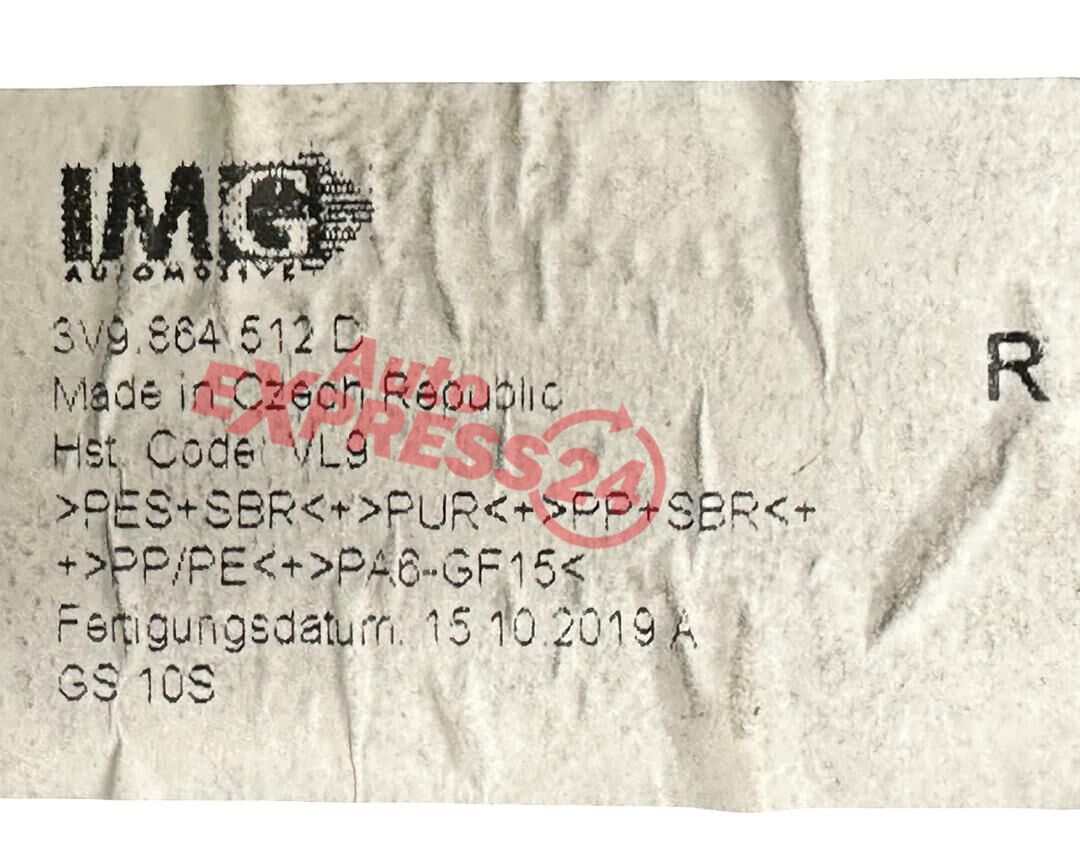 IMG
AUTOMOTIVE
3V9.864 512 D
R
Made in Czech Republic
Hst. Code: VL9
>PES+SBR<+>PUR<+>PP+SBR<+
+>PP/PE<+>PA6-GF15<
Fertigungsdatum: 15.10.2019 A
GS 10S
Auto
EXPRESS24